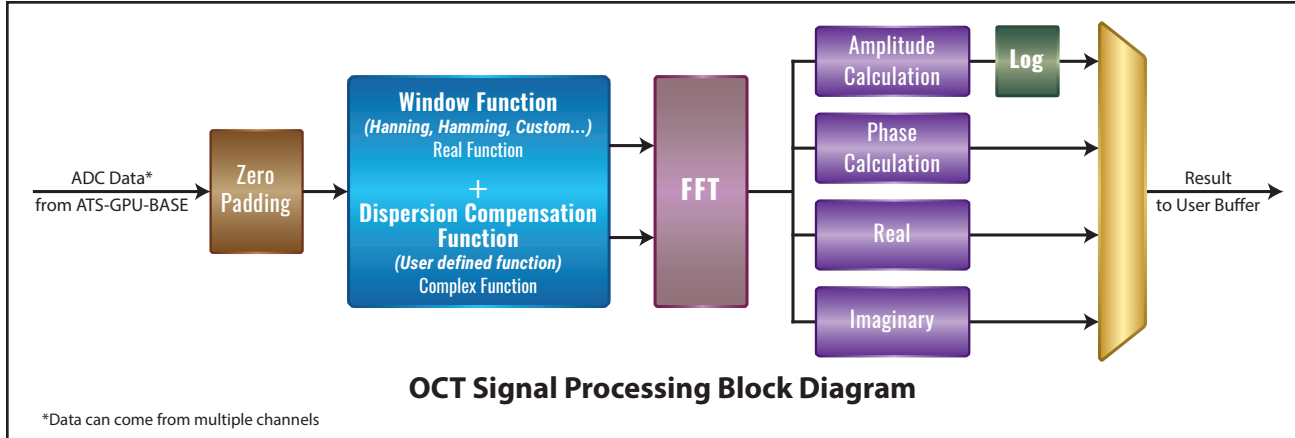 ADC Data*
from ATS-GPU-BASE
Zero
Padding
Window Function
(Hanning, Hamming, Custom...)
Real Function
+
Dispersion Compensation
Function
(User defined function)
Complex Function
FFT
Amplitude
Calculation
Log
Phase
Calculation
Real
Imaginary
Result
to User Buffer
OCT Signal Processing Block Diagram
*Data can come from multiple channels